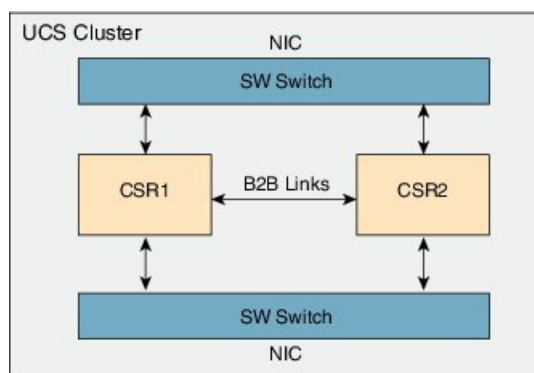 UCS Cluster
NIC
SW Switch
CSR1
B2B Links
CSR2
SW Switch
NIC